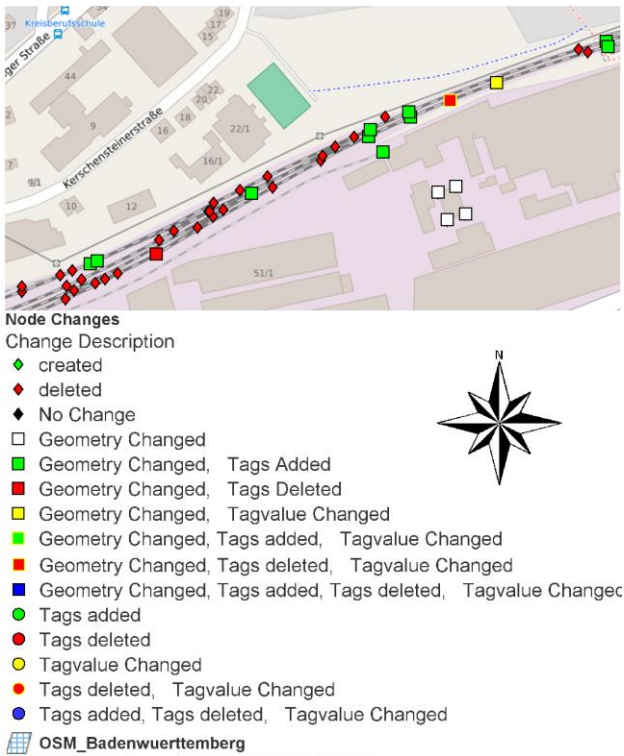 Kreisberufsschule
37
34
19
17
15
nger Straße
44
9
Kerschensteinerstraße
22
20
18
16
22/1
16/1
9/1
10
12
51/1
Node Changes
Change Description
created
deleted
No Change
Geometry Changed
Geometry Changed, Tags Added
Geometry Changed, Tags Deleted
Geometry Changed, Tagvalue Changed
Geometry Changed, Tags added, Tagvalue Changed
Geometry Changed, Tags deleted, Tagvalue Changed
Geometry Changed, Tags added, Tags deleted, Tagvalue Changed
Tags added
Tags deleted
Tagvalue Changed
Tags deleted, Tagvalue Changed
Tags added, Tags deleted, Tagvalue Changed
OSM_Badenwuerttemberg
N